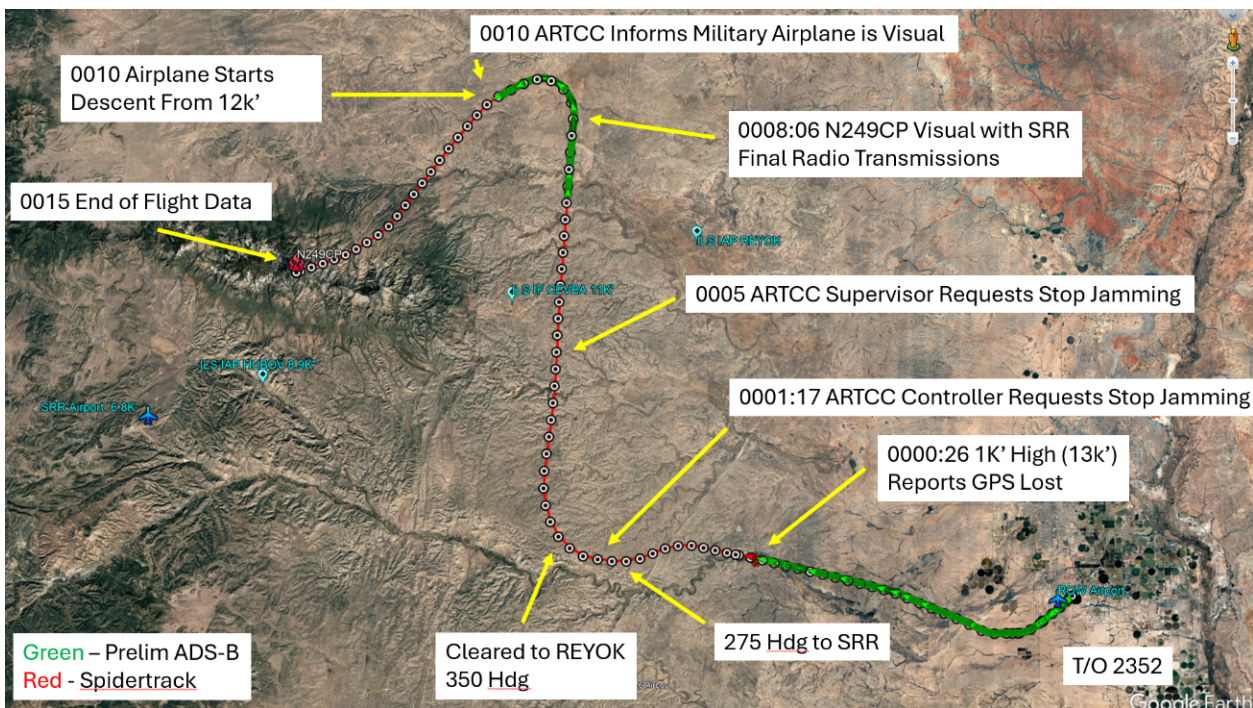 0010 ARTCC Informs Military Airplane is Visual
0010 Airplane Starts
Descent From 12k'
0008:06 N249CP Visual with SRR
Final Radio Transmissions
0015 End of Flight Data
N249CP
ILS IAP REYOK
ILS IF CEVBA 11K'
0005 ARTCC Supervisor Requests Stop Jamming
ILS IAP HUBOV 8.9K'
SRR Airport 6.8K'
0001:17 ARTCC Controller Requests Stop Jamming
0000:26 1K' High (13k')
Reports GPS Lost
ROW Airport
Cleared to REYOK
350 Hdg
275 Hdg to SRR
T/O 2352
Green – Prelim ADS-B
Red - Spidertrack
Google Earth